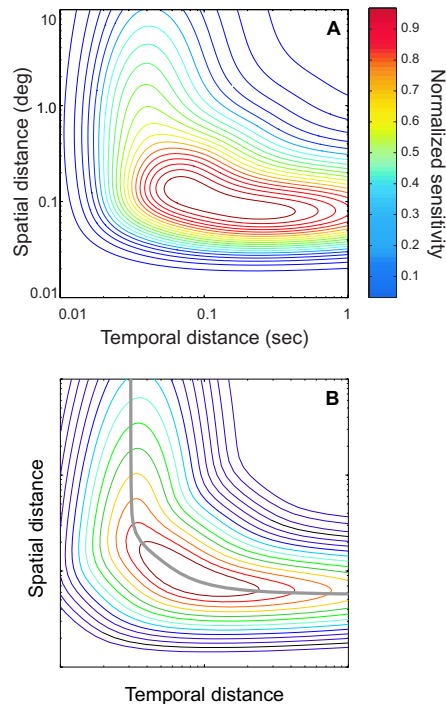 A
10
1.0
0.1
0.01
Spatial distance (deg)
0.01
0.1
1
Temporal distance (sec)
0.9
0.8
0.7
0.6
0.5
0.4
0.3
0.2
0.1
Normalized sensitivity
B
Spatial distance
Temporal distance